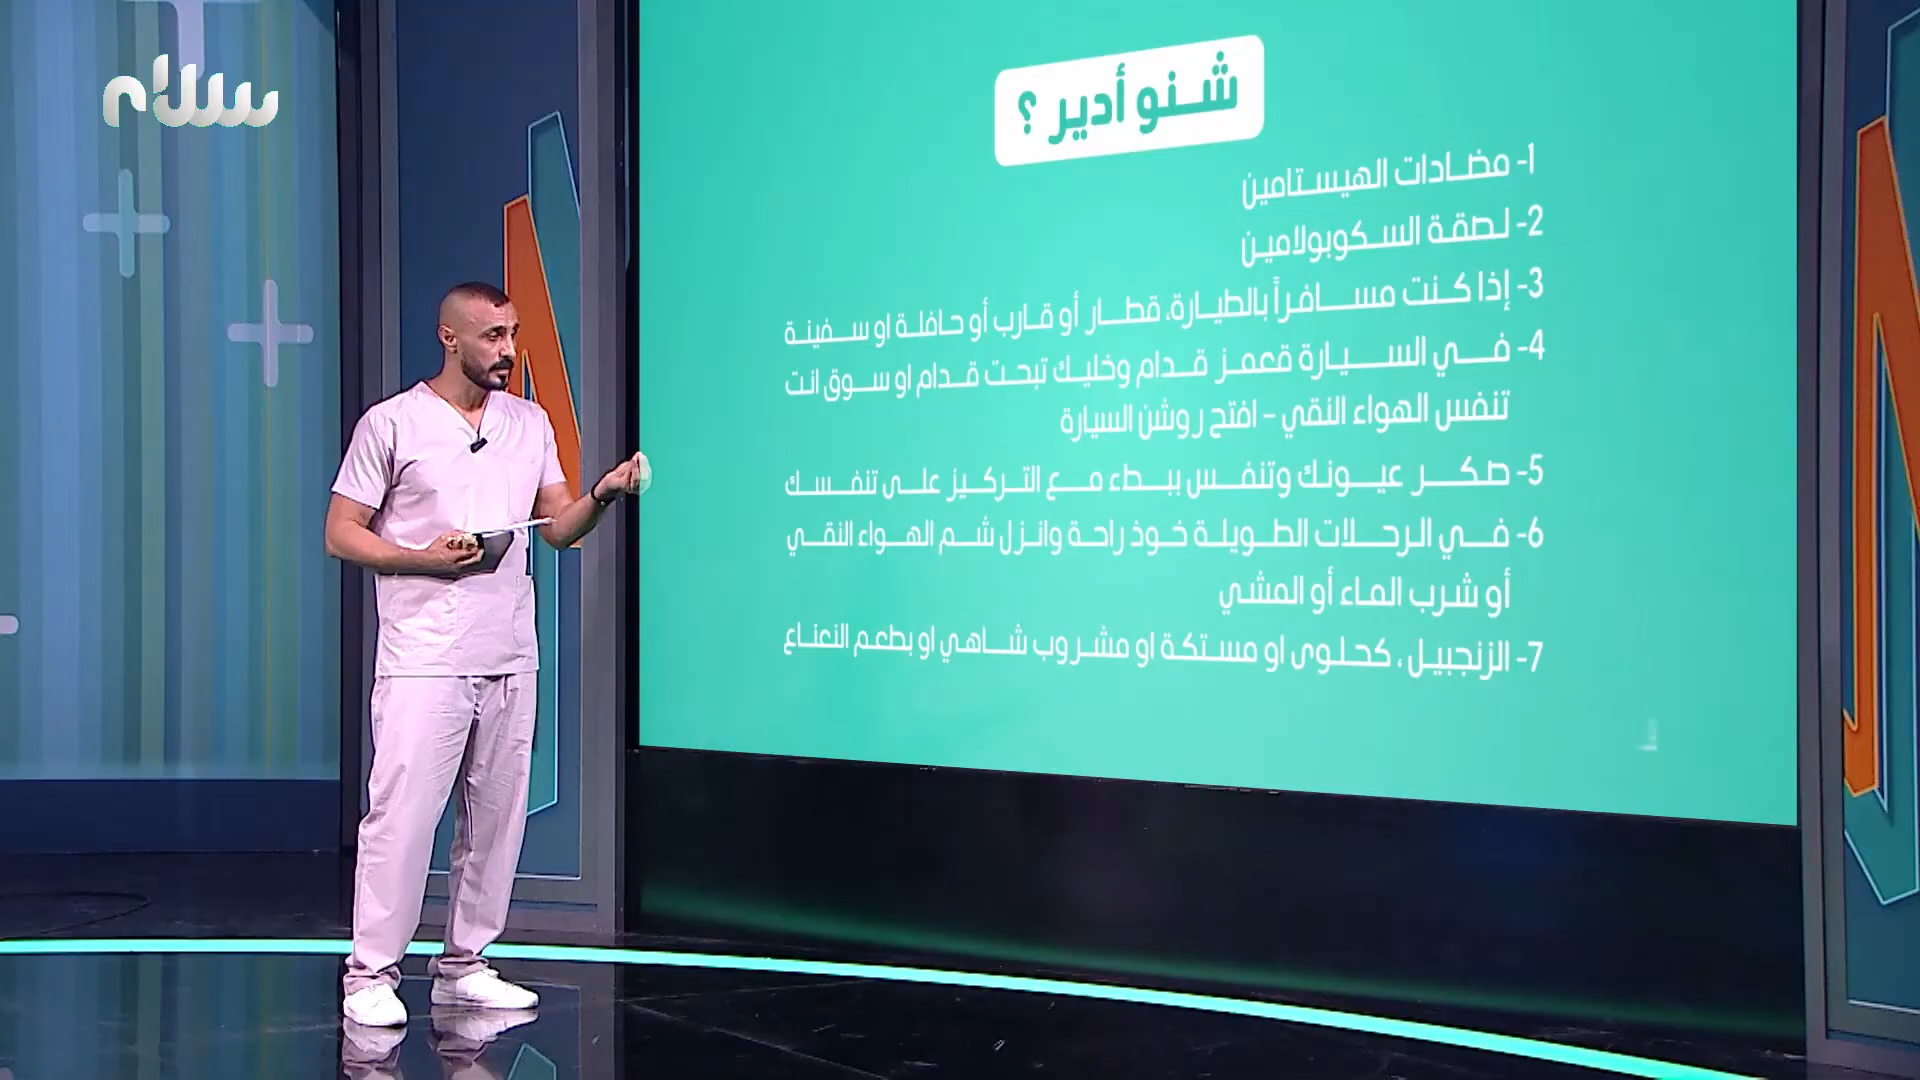 سلام
شنو أدير ؟
1- مضادات الهيستامين
2- لصقة السكوبولامين
3- إذا كنت مسافراً بالطيارة، قطار أو قارب أو حافلة او سفينة
4- في السيارة قعمز قدام وخليك تبحت قدام او سوق انت
تنفس الهواء النقي - افتح روشن السيارة
5- صكر عيونك وتنفس ببطء مع التركيز على تنفسك
6- في الرحلات الطويلة خوذ راحة وانزل شم الهواء النقي
أو شرب الماء أو المشي
7- الزنجبيل ، كحلوى او مستكة او مشروب شاهي او بطعم النعناع